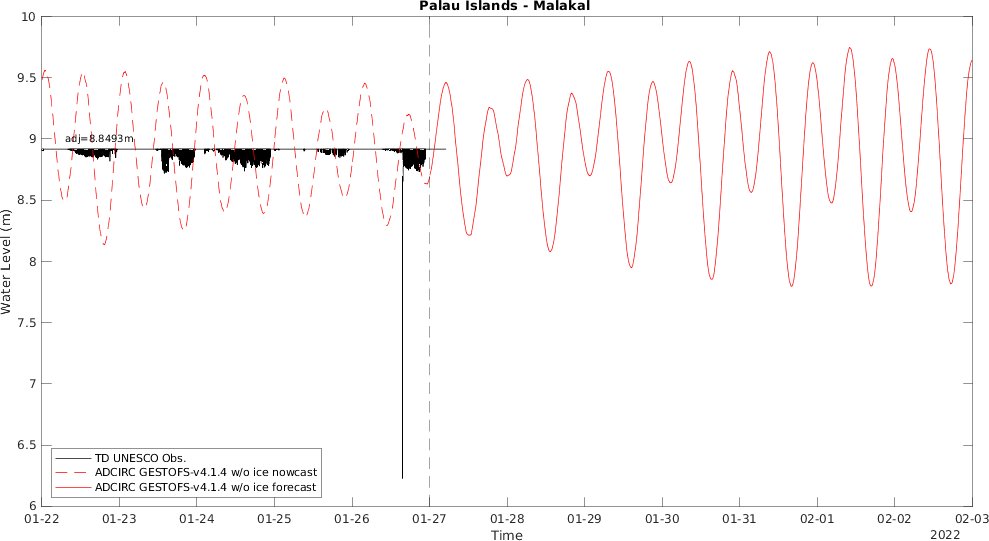 Palau Islands - Malakal
10
9.5
9
8.5
8
7.5
7
6.5
6
Water Level (m)
adj=8.8493m
TD UNESCO Obs.
ADCIRC GESTOFS-v4.1.4 w/o ice nowcast
ADCIRC GESTOFS-v4.1.4 w/o ice forecast
01-22 01-23 01-24 01-25 01-26 01-27 01-28 01-29 01-30 01-31 02-01 02-02 02-03
Time
2022